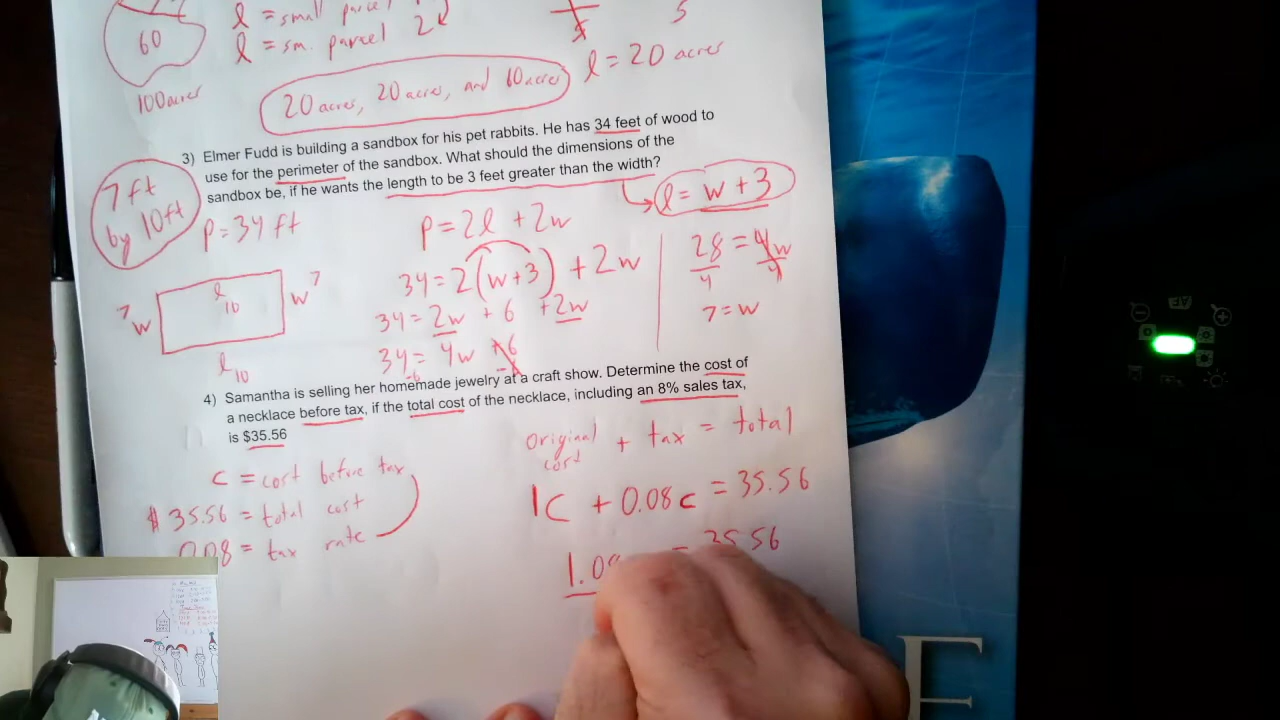 l = small parcel
60
l = sm. parcel 2
5
100 acres
20 acres, 20 acres, and 60 acres
l = 20 acres
3) Elmer Fudd is building a sandbox for his pet rabbits. He has 34 feet of wood to
use for the perimeter of the sandbox. What should the dimensions of the
sandbox be, if he wants the length to be 3 feet greater than the width?
7 ft
by 10ft
l = w + 3
P = 34 ft
P = 2l + 2w
34 = 2(w+3) + 2w
34 = 2w + 6 + 2w
34 = 4w + 6
-6 -6
28 = 4w
4 4
7 = w
7 w
l 10
w 7
l 10
4) Samantha is selling her homemade jewelry at a craft show. Determine the cost of
a necklace before tax, if the total cost of the necklace, including an 8% sales tax,
is $35.56
original cost + tax = total
c = cost before tax
$35.56 = total cost
0.08 = tax rate
1c + 0.08c = 35.56
1.08 = 35.56
E
AF